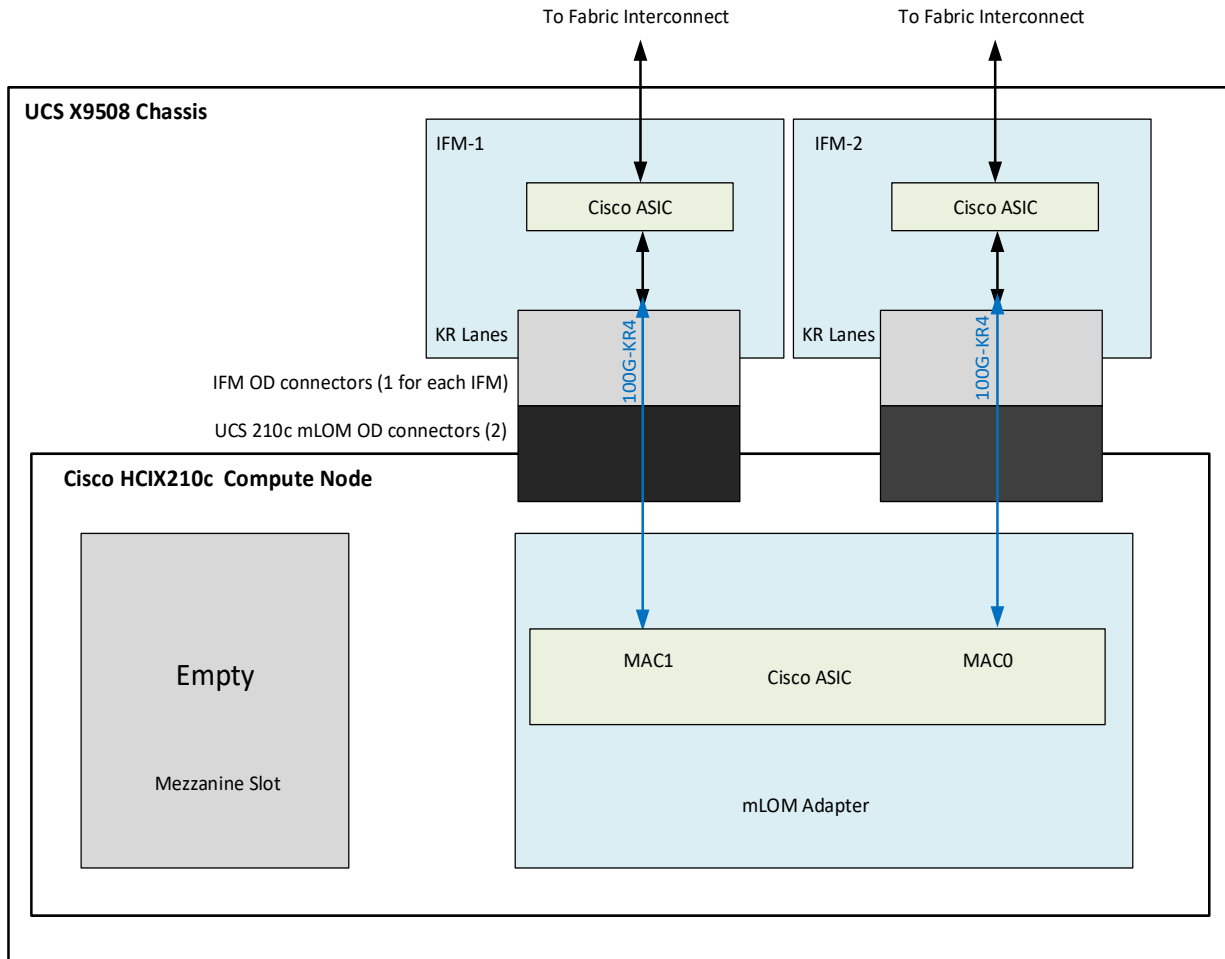 To Fabric Interconnect
To Fabric Interconnect
UCS X9508 Chassis
IFM-1
IFM-2
Cisco ASIC
Cisco ASIC
KR Lanes
100G-KR4
KR Lanes
100G-KR4
IFM OD connectors (1 for each IFM)
UCS 210c mLOM OD connectors (2)
Cisco HCIX210c Compute Node
Empty
Mezzanine Slot
MAC1
MAC0
Cisco ASIC
mLOM Adapter